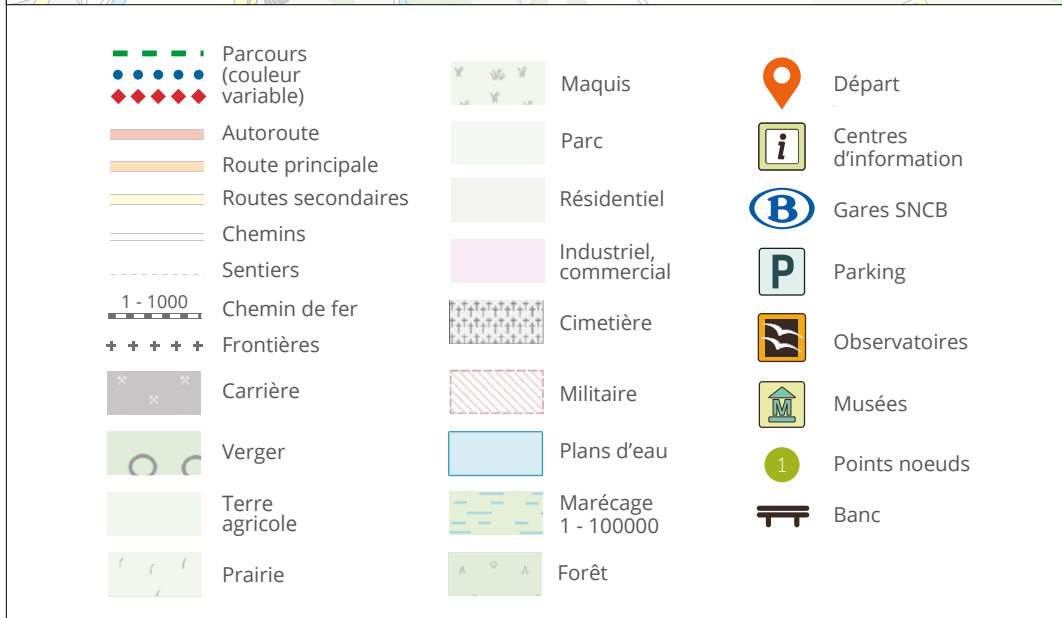 Parcours
(couleur
variable)
Autoroute
Route principale
Routes secondaires
Chemins
Sentiers
1 - 1000
Chemin de fer
Frontières
Carrière
Verger
Terre
agricole
Prairie
Maquis
Parc
Résidentiel
Industriel,
commercial
Cimetière
Militaire
Plans d’eau
Marécage
1 - 100000
Forêt
Départ
i
Centres
d’information
B
Gares SNCB
P
Parking
Observatoires
M
Musées
1
Points noeuds
Banc